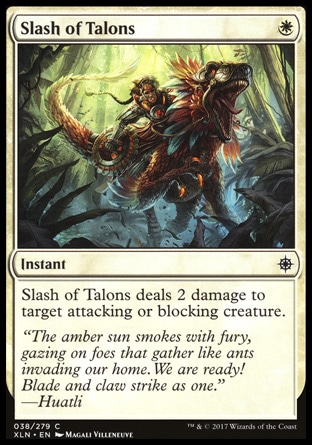 Slash of Talons
Instant
Slash of Talons deals 2 damage to
target attacking or blocking creature.
“The amber sun smokes with fury,
gazing on foes that gather like ants
invading our home. We are ready!
Blade and claw strike as one.”
—Huatli
038/279 C
XLN • EN Magali Villeneuve
™ & © 2017 Wizards of the Coast